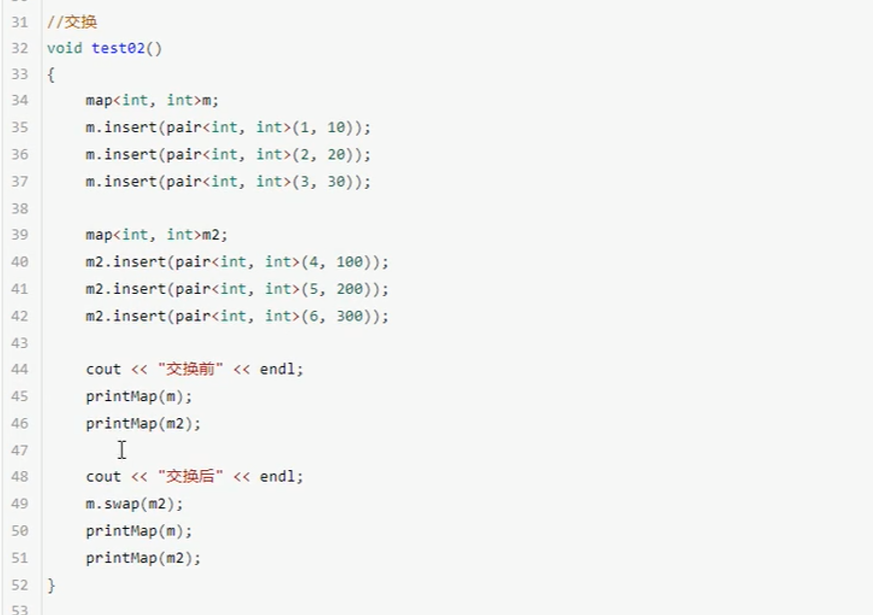 31 //交换
32 void test02()
33 {
34     map<int, int>m;
35     m.insert(pair<int, int>(1, 10));
36     m.insert(pair<int, int>(2, 20));
37     m.insert(pair<int, int>(3, 30));
38
39     map<int, int>m2;
40     m2.insert(pair<int, int>(4, 100));
41     m2.insert(pair<int, int>(5, 200));
42     m2.insert(pair<int, int>(6, 300));
43
44     cout << "交换前" << endl;
45     printMap(m);
46     printMap(m2);
47
48     cout << "交换后" << endl;
49     m.swap(m2);
50     printMap(m);
51     printMap(m2);
52 }
53